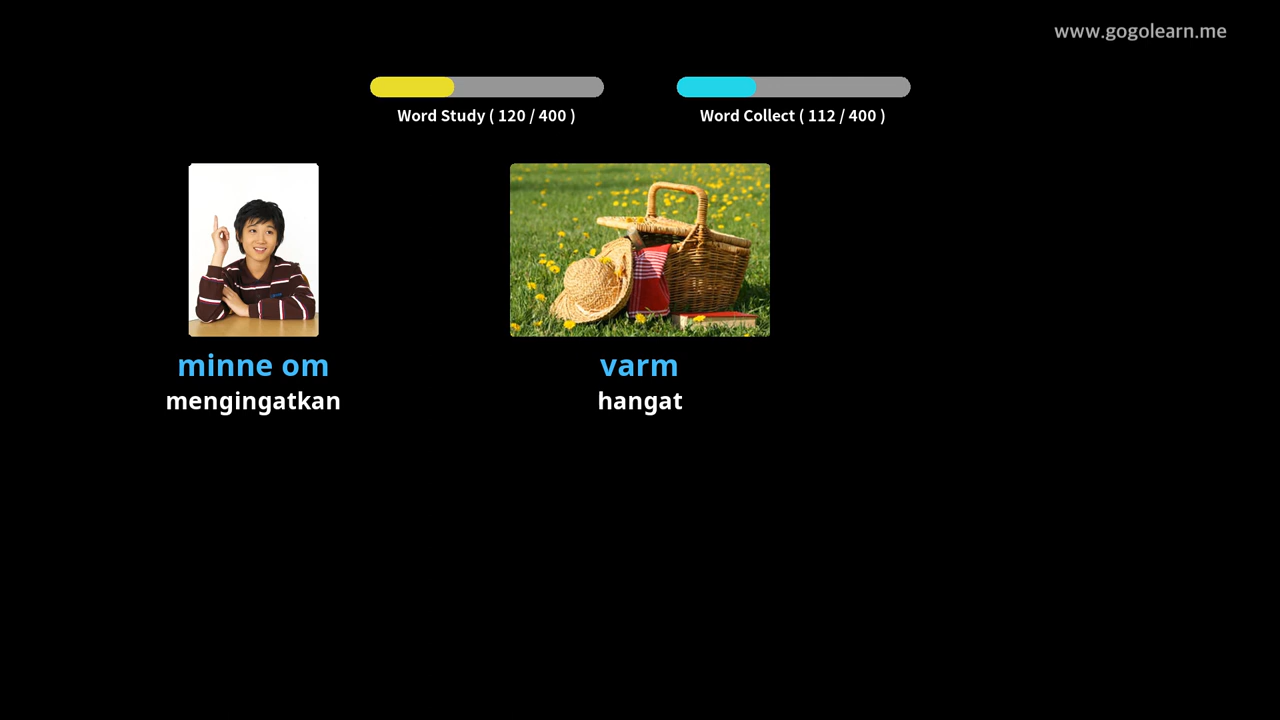 www.gogolearn.me
Word Study ( 120 / 400 )
Word Collect ( 112 / 400 )
minne om
mengingatkan
varm
hangat